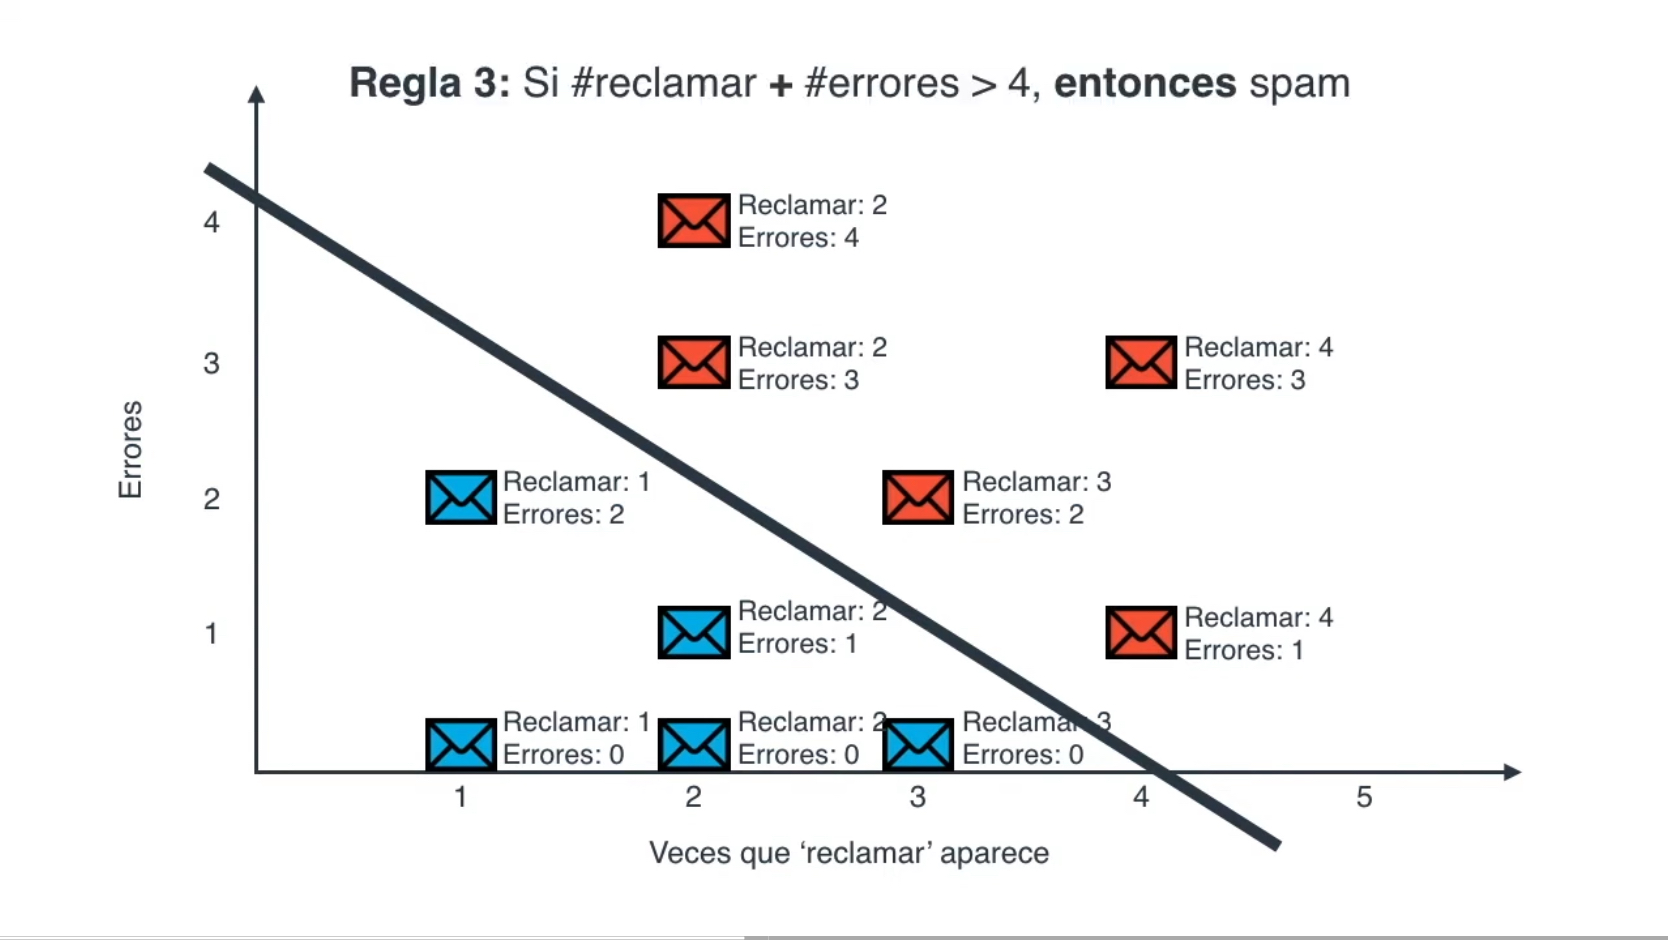 Regla 3: Si #reclamar + #errores > 4, entonces spam
4
Reclamar: 2
Errores: 4
3
Reclamar: 2
Errores: 3
Reclamar: 4
Errores: 3
Errores
2
Reclamar: 1
Errores: 2
Reclamar: 3
Errores: 2
1
Reclamar: 2
Errores: 1
Reclamar: 4
Errores: 1
Reclamar: 1
Errores: 0
Reclamar: 2
Errores: 0
Reclamar 3
Errores: 0
1 2 3 4 5
Veces que ‘reclamar’ aparece